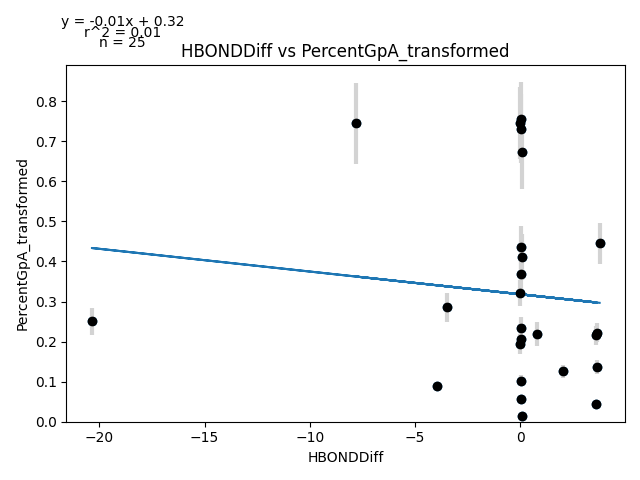 y = -0.01x + 0.32
r^2 = 0.01
n = 25
HBONDDiff vs PercentGpA_transformed
PercentGpA_transformed
0.8
0.7
0.6
0.5
0.4
0.3
0.2
0.1
0.0
−20
−15
−10
−5
0
HBONDDiff